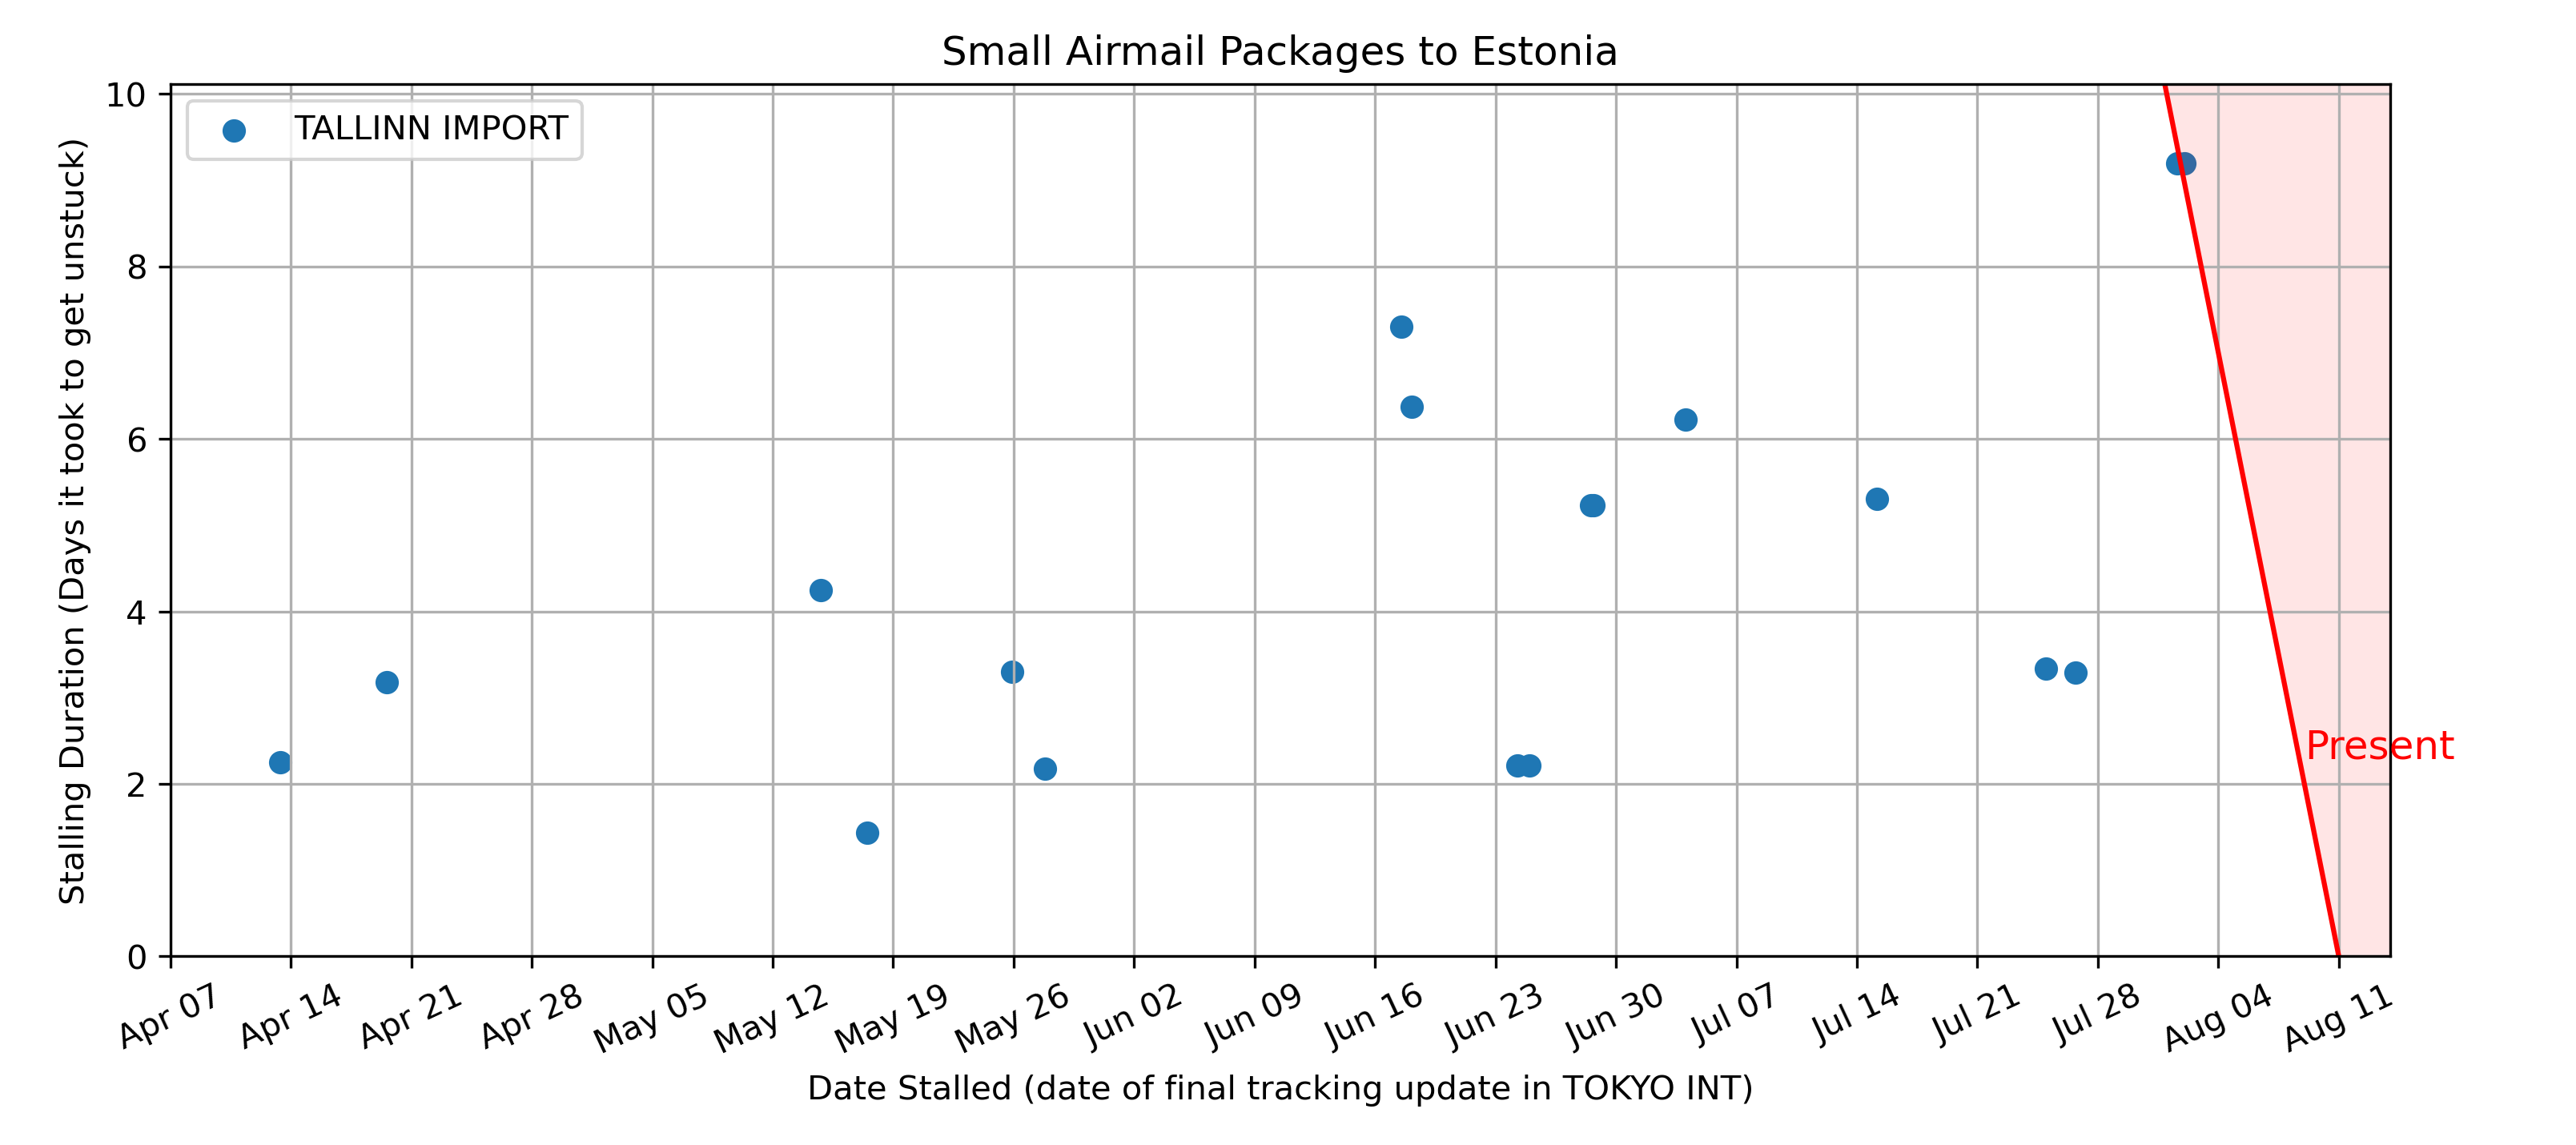 Small Airmail Packages to Estonia
TALLINN IMPORT
Stalling Duration (Days it took to get unstuck)
10
8
6
4
2
0
Present
Apr 07
Apr 14
Apr 21
Apr 28
May 05
May 12
May 19
May 26
Jun 02
Jun 09
Jun 16
Jun 23
Jun 30
Jul 07
Jul 14
Jul 21
Jul 28
Aug 04
Aug 11
Date Stalled (date of final tracking update in TOKYO INT)